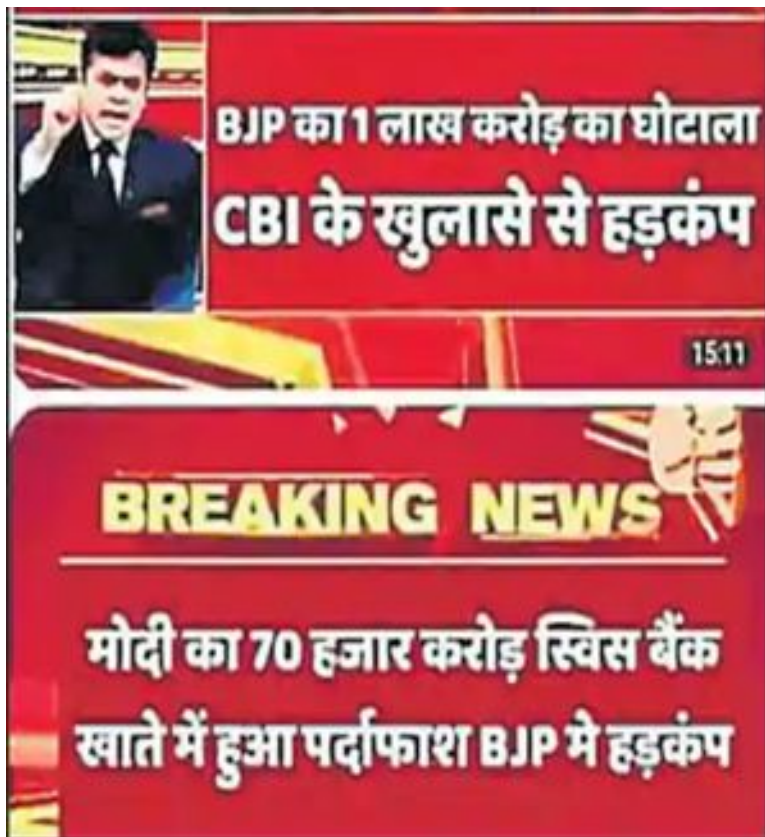 BJP का 1 लाख करोड़ का घोटाला
CBI के खुलासे से हड़कंप
15:11
BREAKING NEWS
मोदी का 70 हजार करोड़ स्विस बैंक
खाते में हुआ पर्दाफाश BJP मे हड़कंप